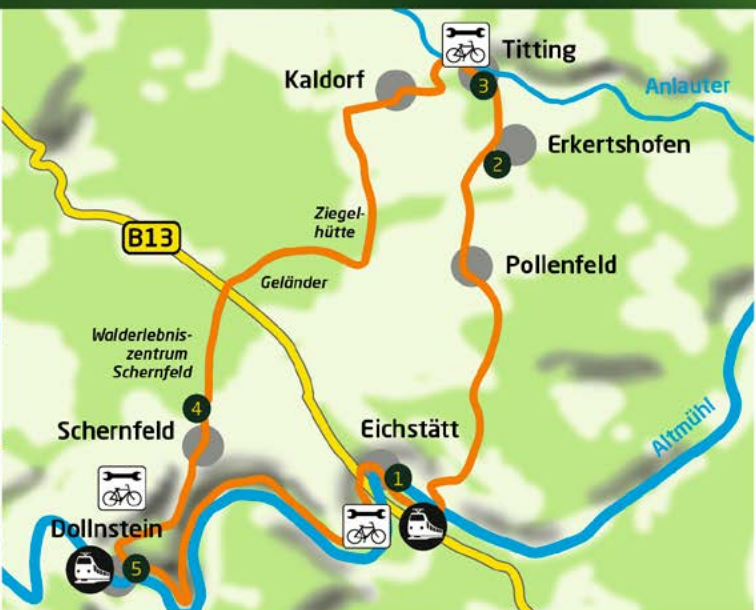 Titting
Kaldorf
3
Anlauter
Erkertshofen
2
Ziegel-
hütte
B13
Pollenfeld
Geländer
Walderlebnis-
zentrum
Schernfeld
4
Schernfeld
Eichstätt
Altmühl
1
Dollnstein
5